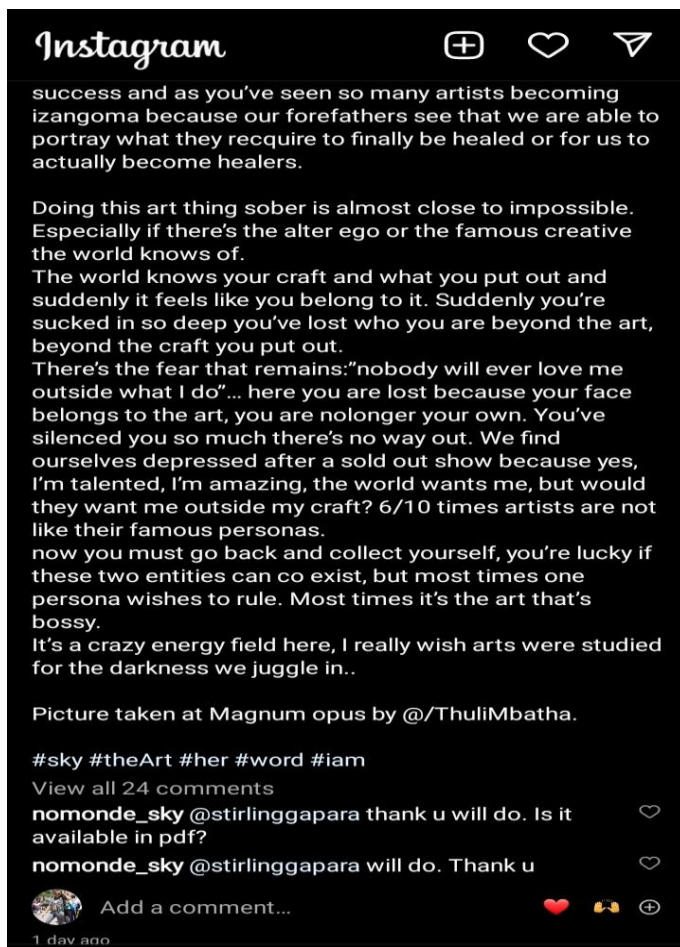 Instagram
success and as you've seen so many artists becoming
izangoma because our forefathers see that we are able to
portray what they recquire to finally be healed or for us to
actually become healers.
Doing this art thing sober is almost close to impossible.
Especially if there's the alter ego or the famous creative
the world knows of.
The world knows your craft and what you put out and
suddenly it feels like you belong to it. Suddenly you're
sucked in so deep you've lost who you are beyond the art,
beyond the craft you put out.
There's the fear that remains:"nobody will ever love me
outside what I do"... here you are lost because your face
belongs to the art, you are nolonger your own. You've
silenced you so much there's no way out. We find
ourselves depressed after a sold out show because yes,
I'm talented, I'm amazing, the world wants me, but would
they want me outside my craft? 6/10 times artists are not
like their famous personas.
now you must go back and collect yourself, you're lucky if
these two entities can co exist, but most times one
persona wishes to rule. Most times it's the art that's
bossy.
It's a crazy energy field here, I really wish arts were studied
for the darkness we juggle in..
Picture taken at Magnum opus by @/ThuliMbatha.
#sky #theArt #her #word #iam
View all 24 comments
nomonde_sky @stirlinggapara thank u will do. Is it
available in pdf?
nomonde_sky @stirlinggapara will do. Thank u
Add a comment...
1 day ago